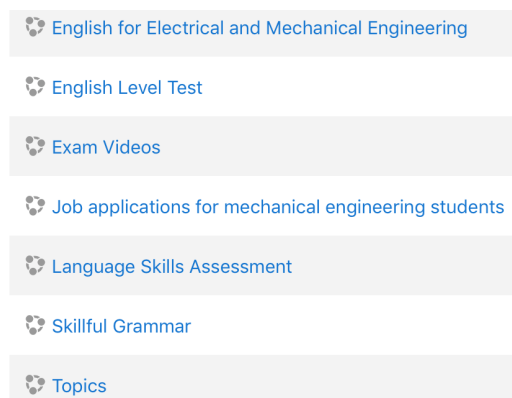 English for Electrical and Mechanical Engineering
English Level Test
Exam Videos
Job applications for mechanical engineering students
Language Skills Assessment
Skillful Grammar
Topics